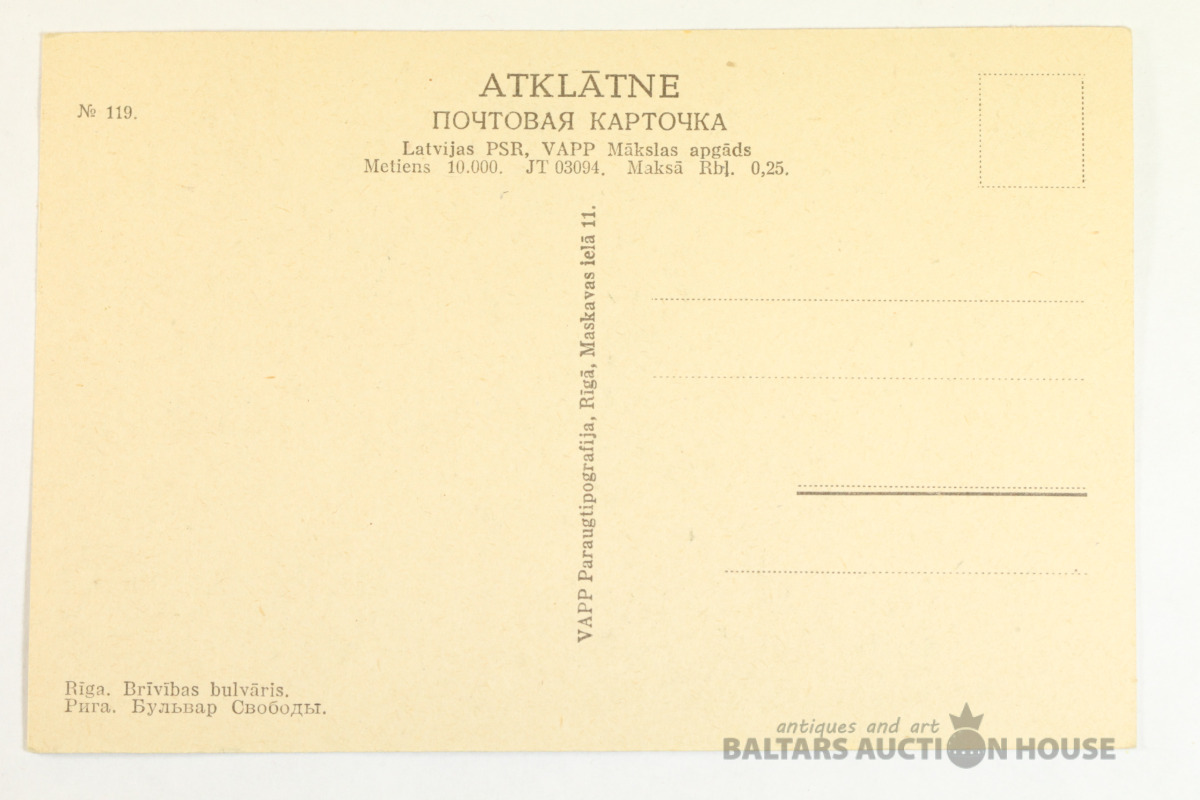 № 119.
ATKLĀTNE
ПОЧТОВАЯ КАРТОЧКА
Latvijas PSR, VAPP Mākslas apgāds
Metiens 10.000. JT 03094. Maksā Rbļ. 0,25.
VAPP Paraugtipografija, Rīgā, Maskavas ielā 11.
Rīga. Brīvības bulvāris.
Рига. Бульвар Свободы.
antiques and art
BALTARS AUCTION HOUSE